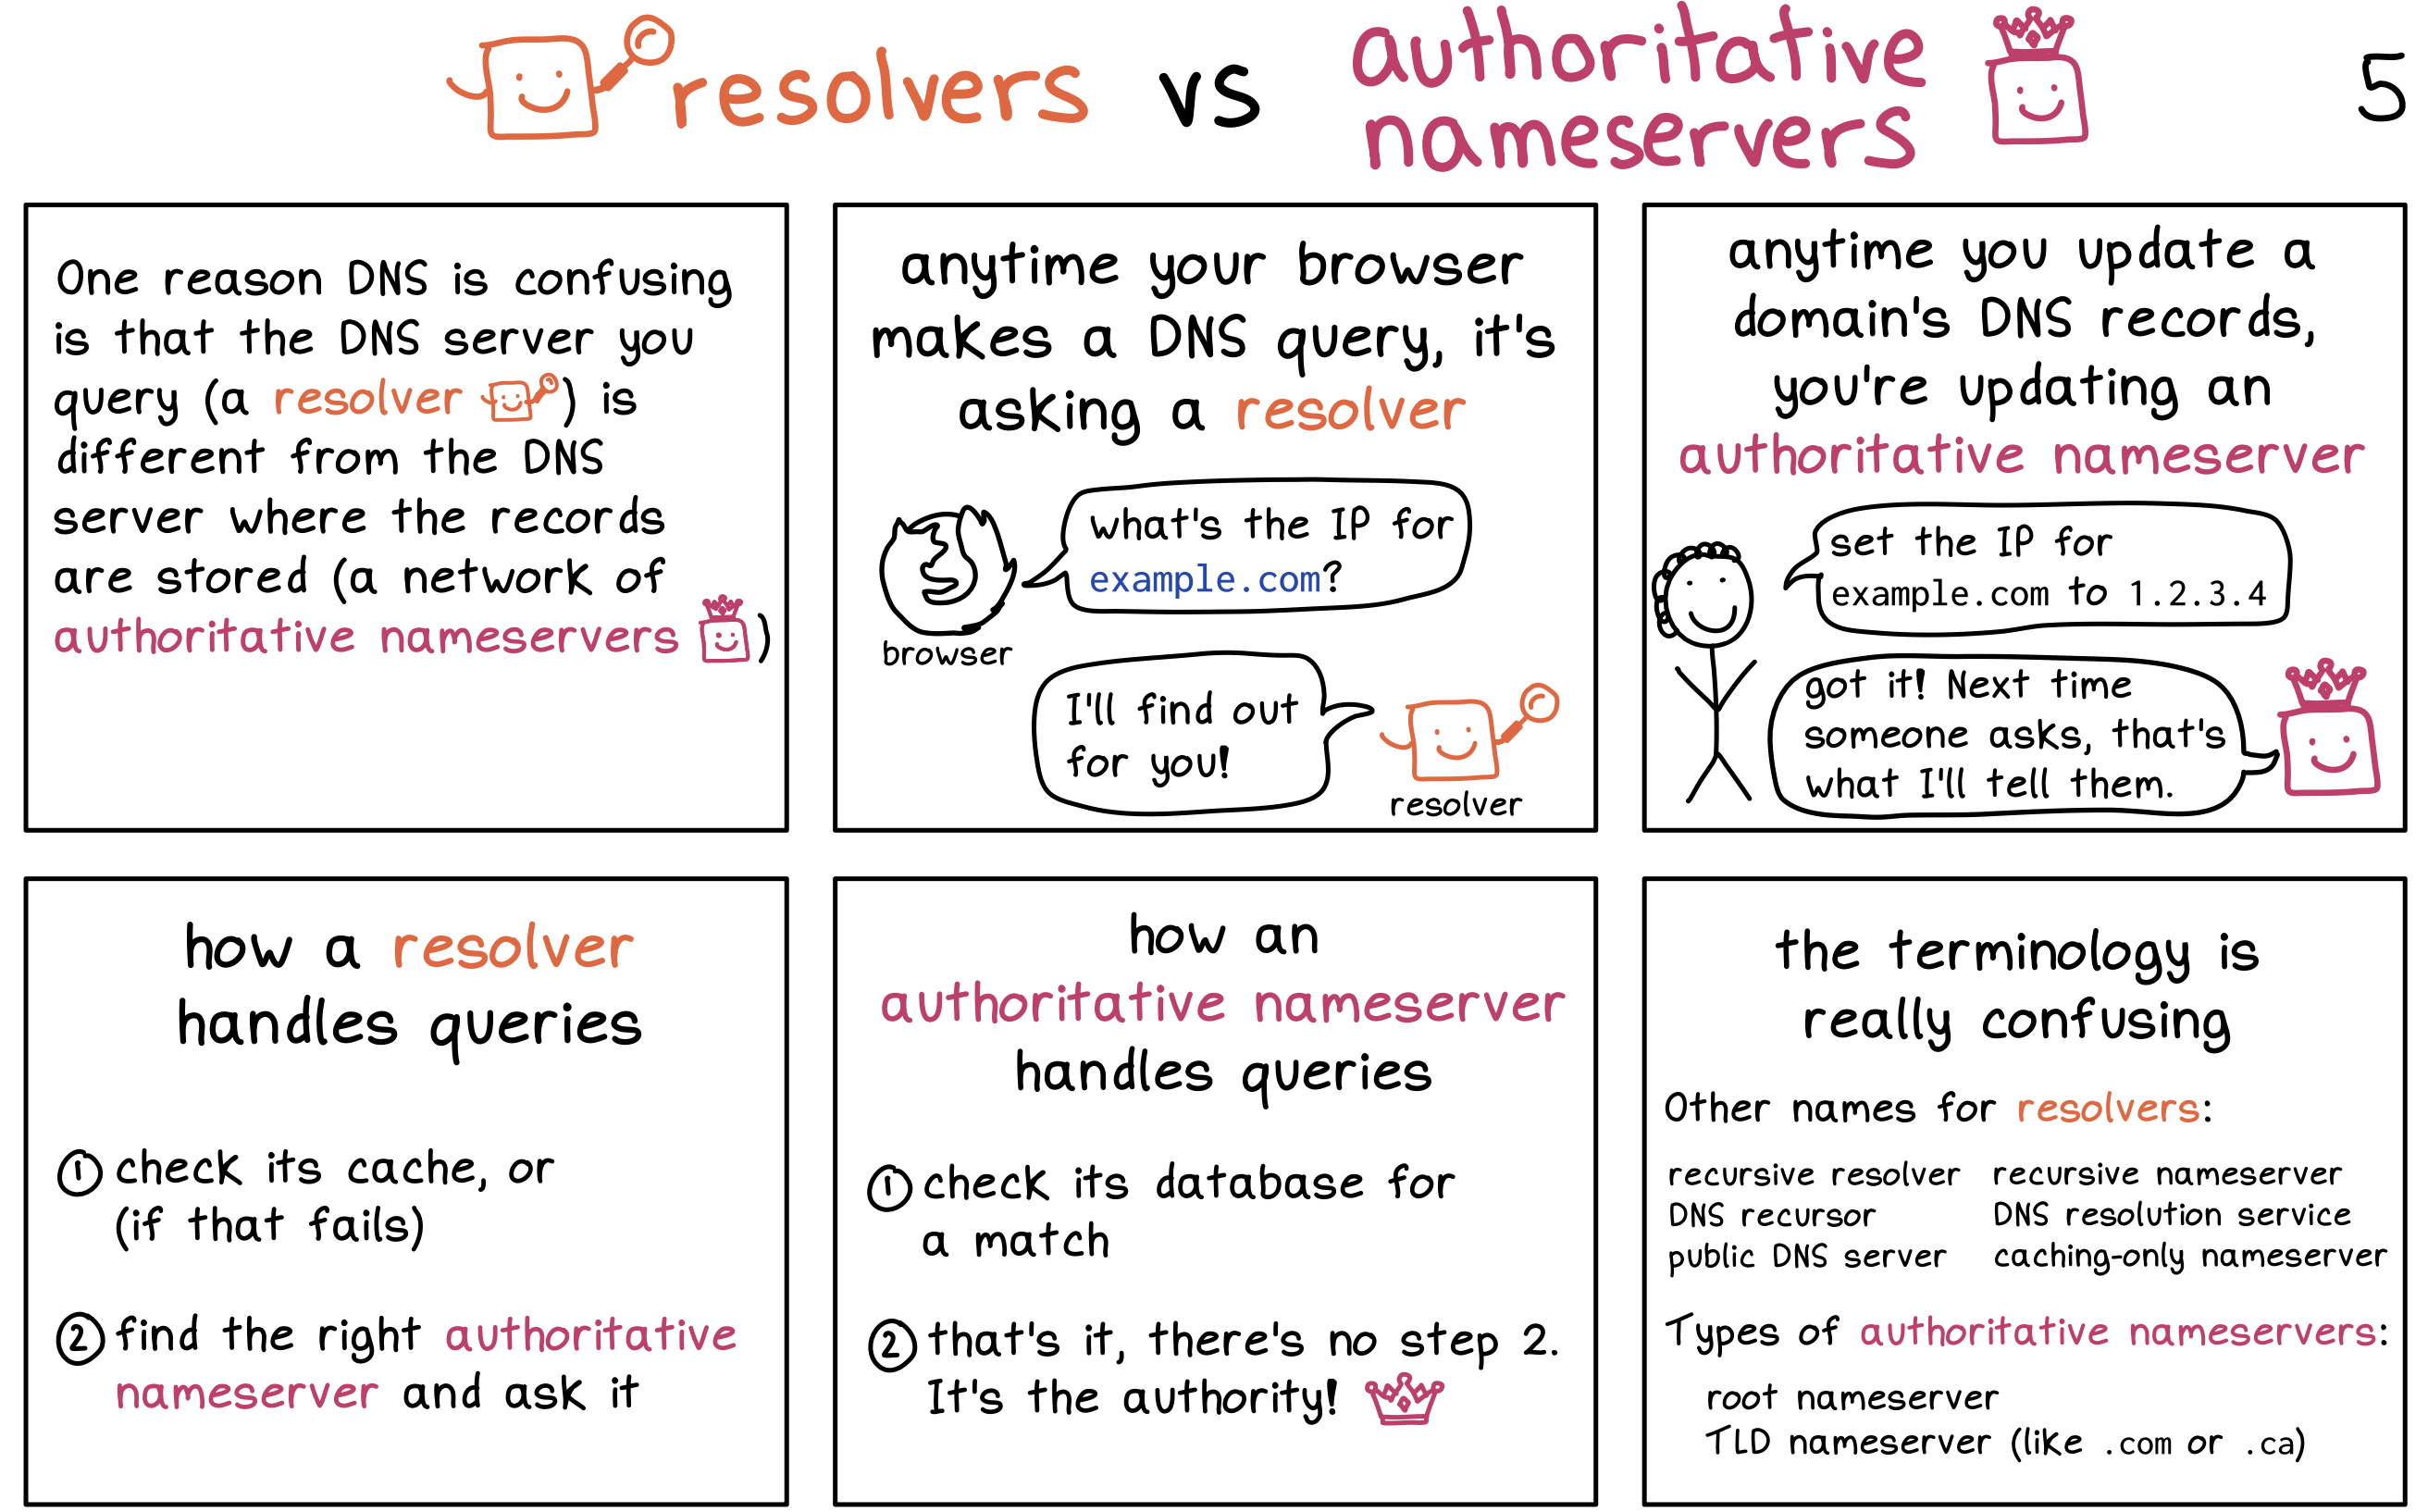 resolvers vs authoritative nameservers
5
One reason DNS is confusing
is that the DNS server you
query (a resolver) is
different from the DNS
server where the records
are stored (a network of
authoritative nameservers)
anytime your browser
makes a DNS query, it's
asking a resolver
what's the IP for
example.com?
browser
I'll find out
for you!
resolver
anytime you update a
domain's DNS records,
you're updating an
authoritative nameserver
set the IP for
example.com to 1.2.3.4
got it! Next time
someone asks, that's
what I'll tell them.
how a resolver
handles queries
① check its cache, or
(if that fails)
② find the right authoritative
nameserver and ask it
how an
authoritative nameserver
handles queries
① check its database for
a match
② that's it, there's no step 2.
It's the authority!
the terminology is
really confusing
Other names for resolvers:
recursive resolver recursive nameserver
DNS recursor DNS resolution service
public DNS server caching-only nameserver
Types of authoritative nameservers:
root nameserver
TLD nameserver (like .com or .ca)